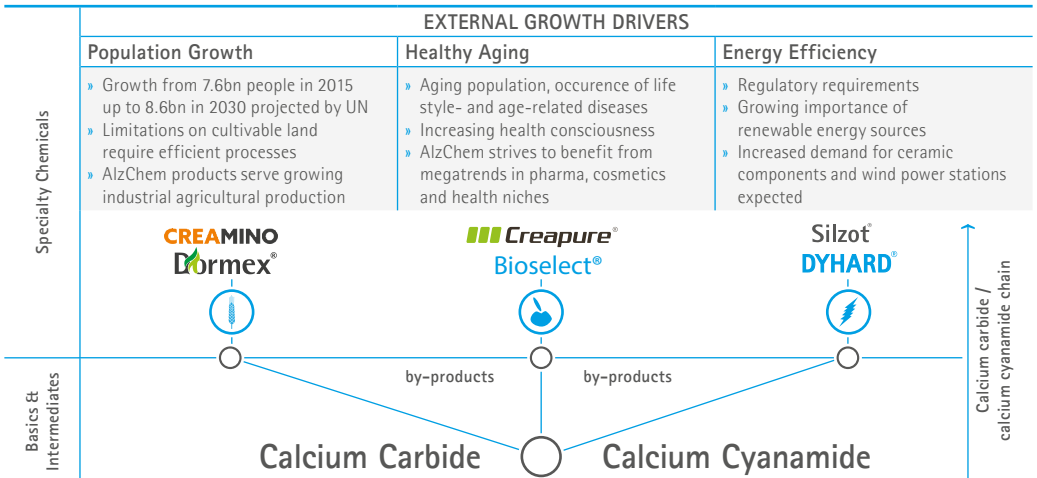 EXTERNAL GROWTH DRIVERS
Population Growth
» Growth from 7.6bn people in 2015
up to 8.6bn in 2030 projected by UN
» Limitations on cultivable land
require efficient processes
» AlzChem products serve growing
industrial agricultural production
Healthy Aging
» Aging population, occurence of life
style- and age-related diseases
» Increasing health consciousness
» AlzChem strives to benefit from
megatrends in pharma, cosmetics
and health niches
Energy Efficiency
» Regulatory requirements
» Growing importance of
renewable energy sources
» Increased demand for ceramic
components and wind power stations
expected
Specialty Chemicals
CREAMINO
Dormex®
Creapure®
Bioselect®
Silzot®
DYHARD®
Calcium carbide /
calcium cyanamide chain
Basics &
Intermediates
by-products
by-products
Calcium Carbide
Calcium Cyanamide